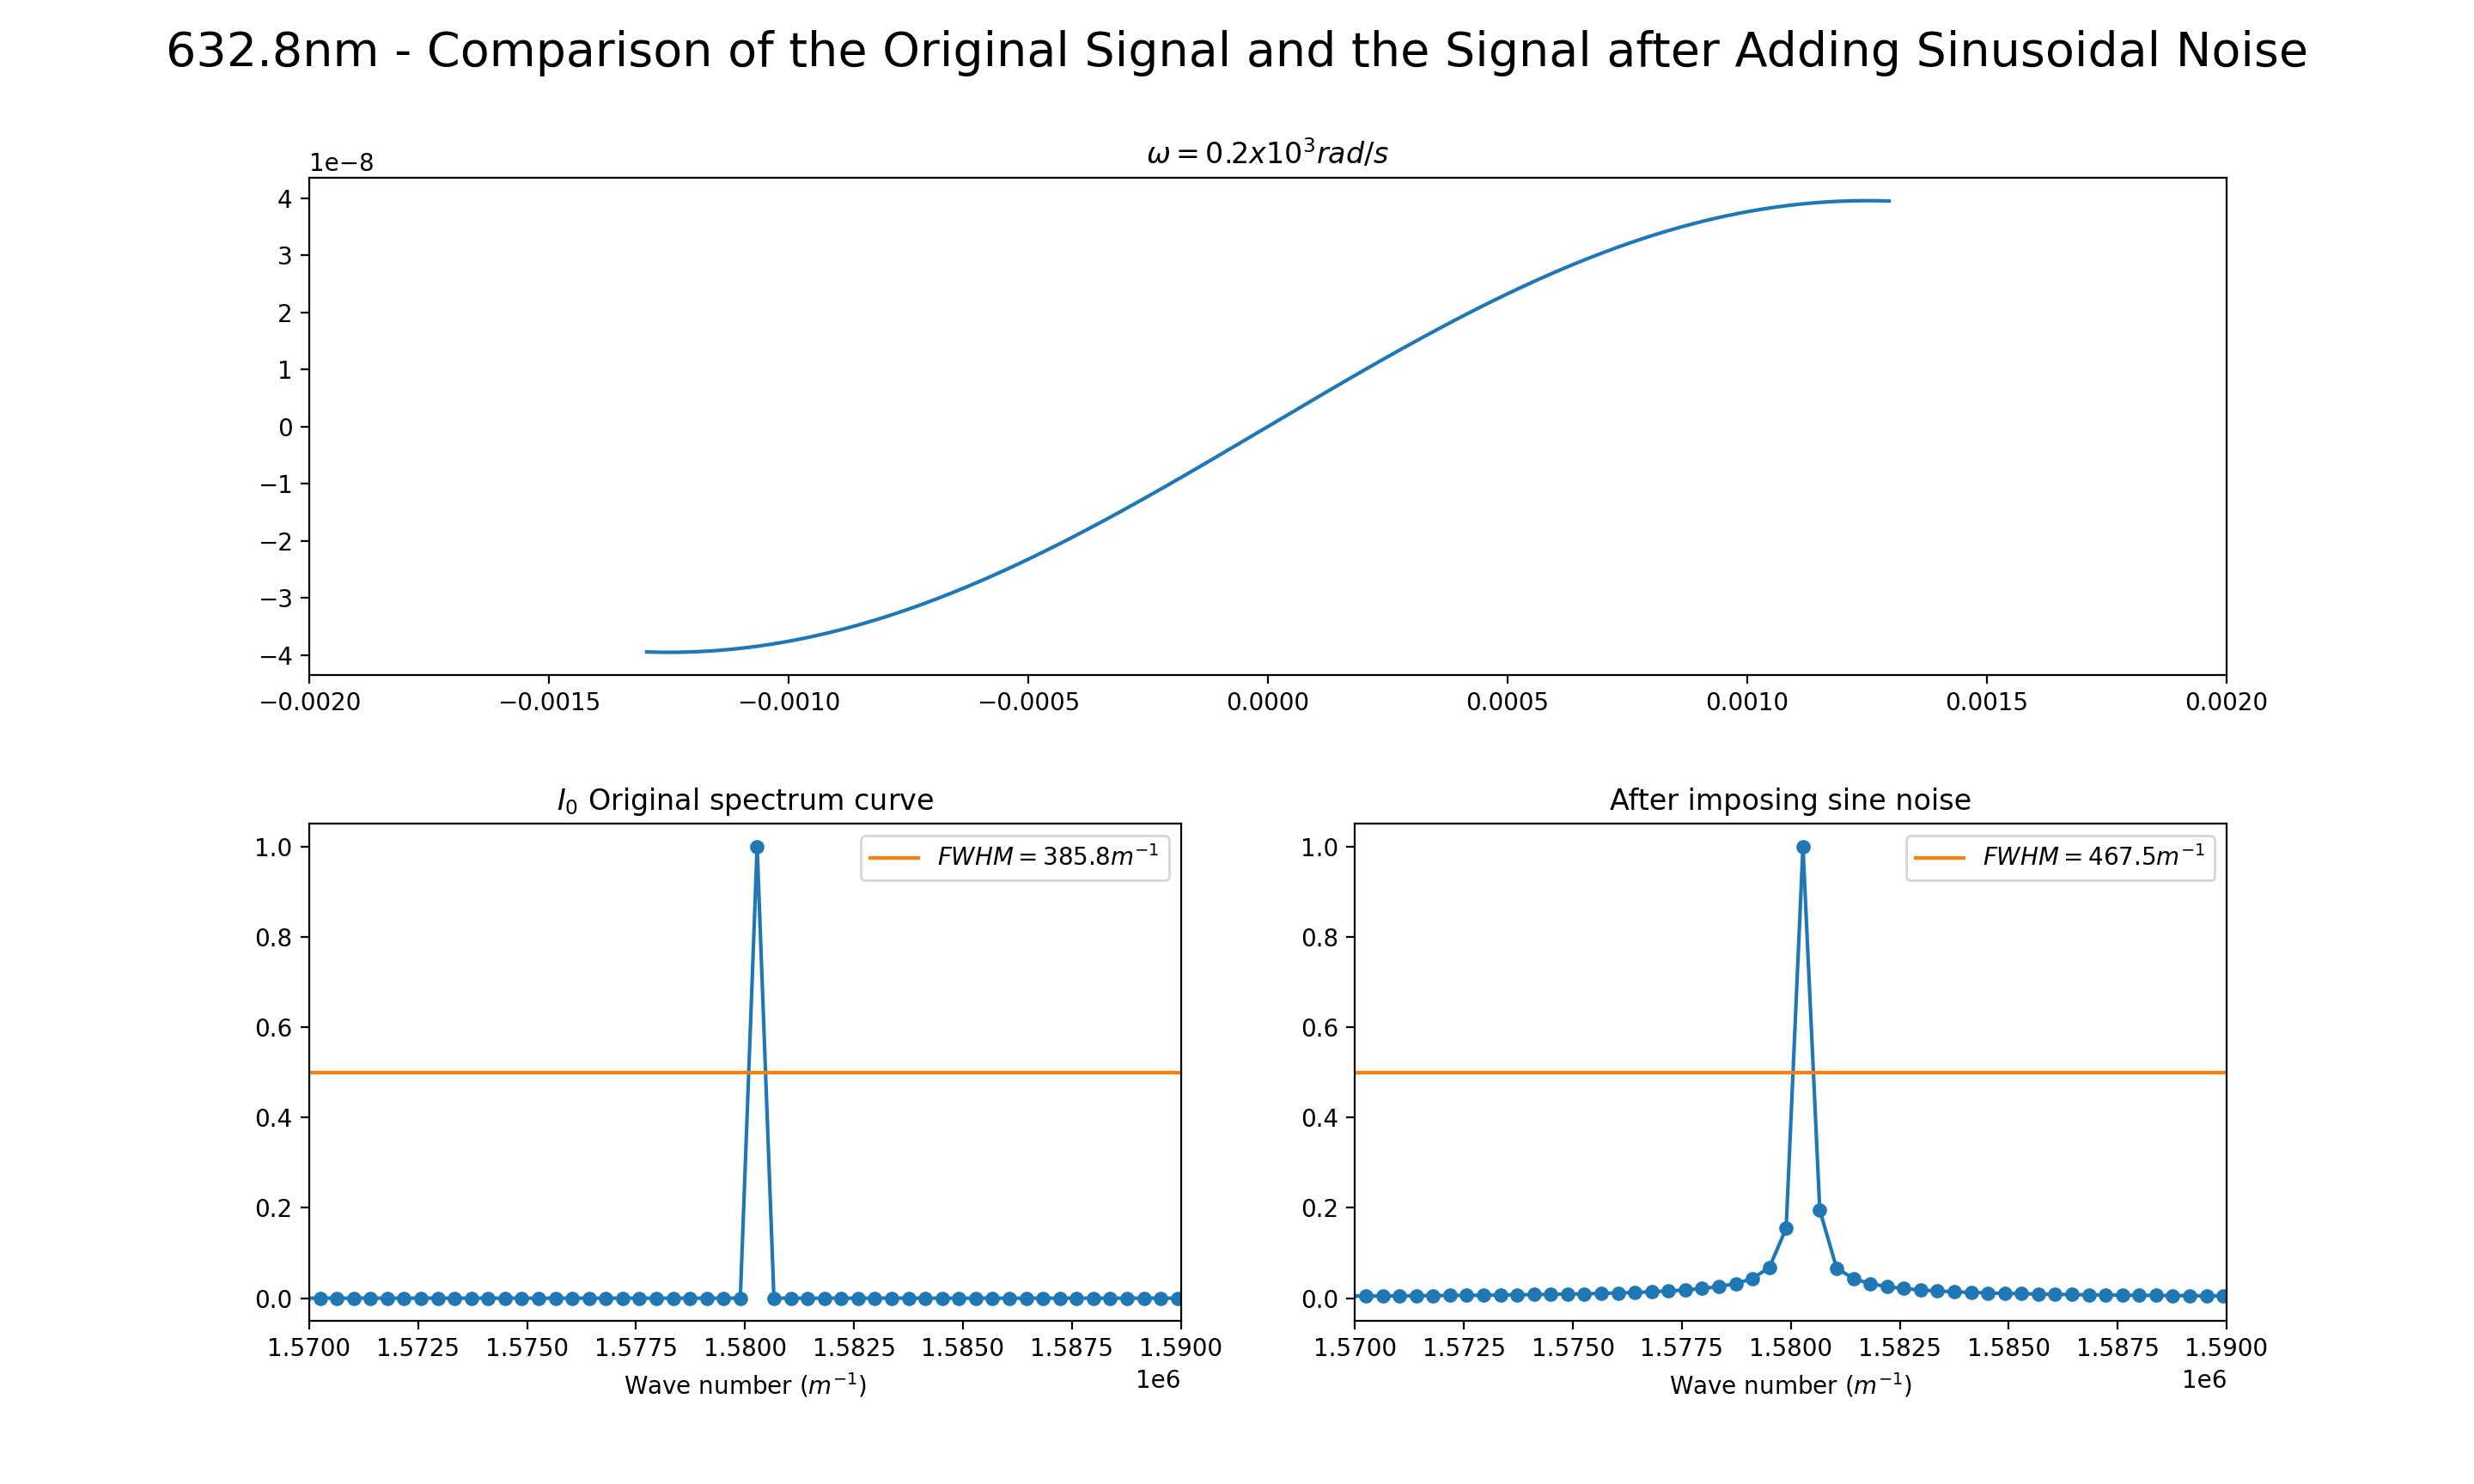 632.8nm - Comparison of the Original Signal and the Signal after Adding Sinusoidal Noise
ω = 0.2x10³rad/s
1e−8
4
3
2
1
0
−1
−2
−3
−4
−0.0020 −0.0015 −0.0010 −0.0005 0.0000 0.0005 0.0010 0.0015 0.0020
I₀ Original spectrum curve
FWHM = 385.8m⁻¹
1.0
0.8
0.6
0.4
0.2
0.0
1.5700 1.5725 1.5750 1.5775 1.5800 1.5825 1.5850 1.5875 1.5900
1e6
Wave number (m⁻¹)
After imposing sine noise
FWHM = 467.5m⁻¹
1.0
0.8
0.6
0.4
0.2
0.0
1.5700 1.5725 1.5750 1.5775 1.5800 1.5825 1.5850 1.5875 1.5900
1e6
Wave number (m⁻¹)